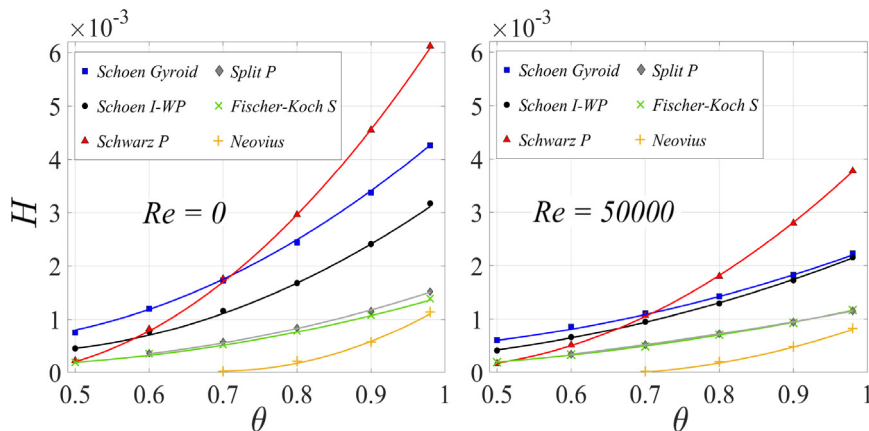 ×10⁻³
6
5
4
3
2
1
0
H
Schoen Gyroid
Schoen I-WP
Schwarz P
Split P
Fischer-Koch S
Neovius
Re = 0
0.5 0.6 0.7 0.8 0.9 1
θ
×10⁻³
6
5
4
3
2
1
0
Schoen Gyroid
Schoen I-WP
Schwarz P
Split P
Fischer-Koch S
Neovius
Re = 50000
0.5 0.6 0.7 0.8 0.9 1
θ